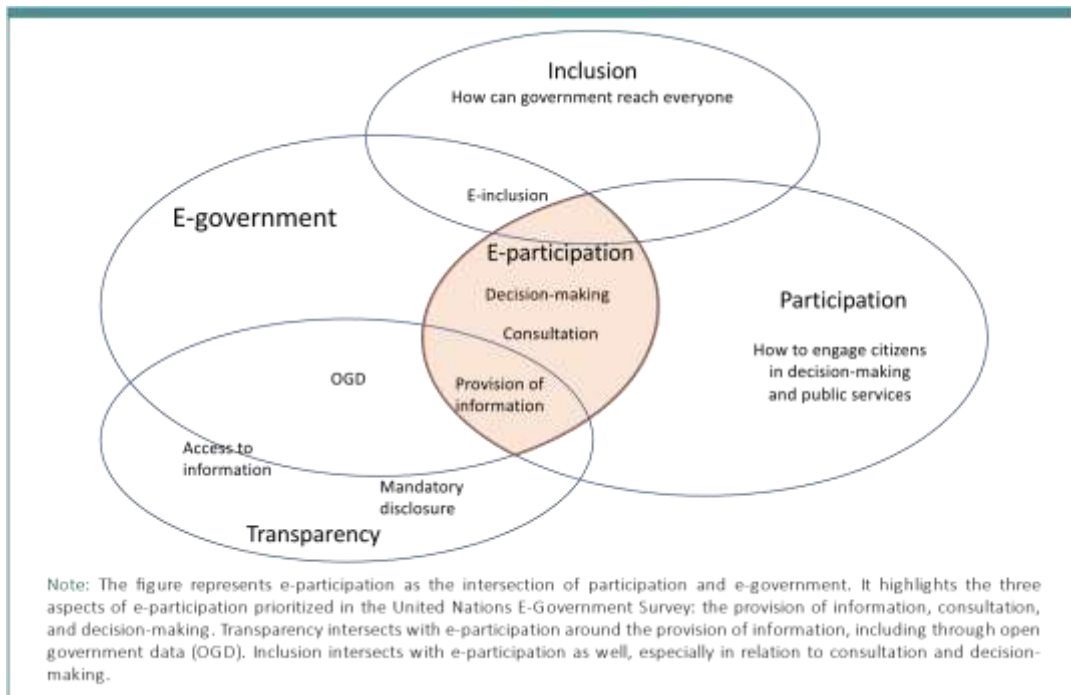 Inclusion
How can government reach everyone
E-inclusion
E-government
E-participation
Decision-making
Consultation
Participation
How to engage citizens
in decision-making
and public services
OGD
Provision of
information
Access to
information
Mandatory
disclosure
Transparency
Note: The figure represents e-participation as the intersection of participation and e-government. It highlights the three
aspects of e-participation prioritized in the United Nations E-Government Survey: the provision of information, consultation,
and decision-making. Transparency intersects with e-participation around the provision of information, including through open
government data (OGD). Inclusion intersects with e-participation as well, especially in relation to consultation and decision-
making.